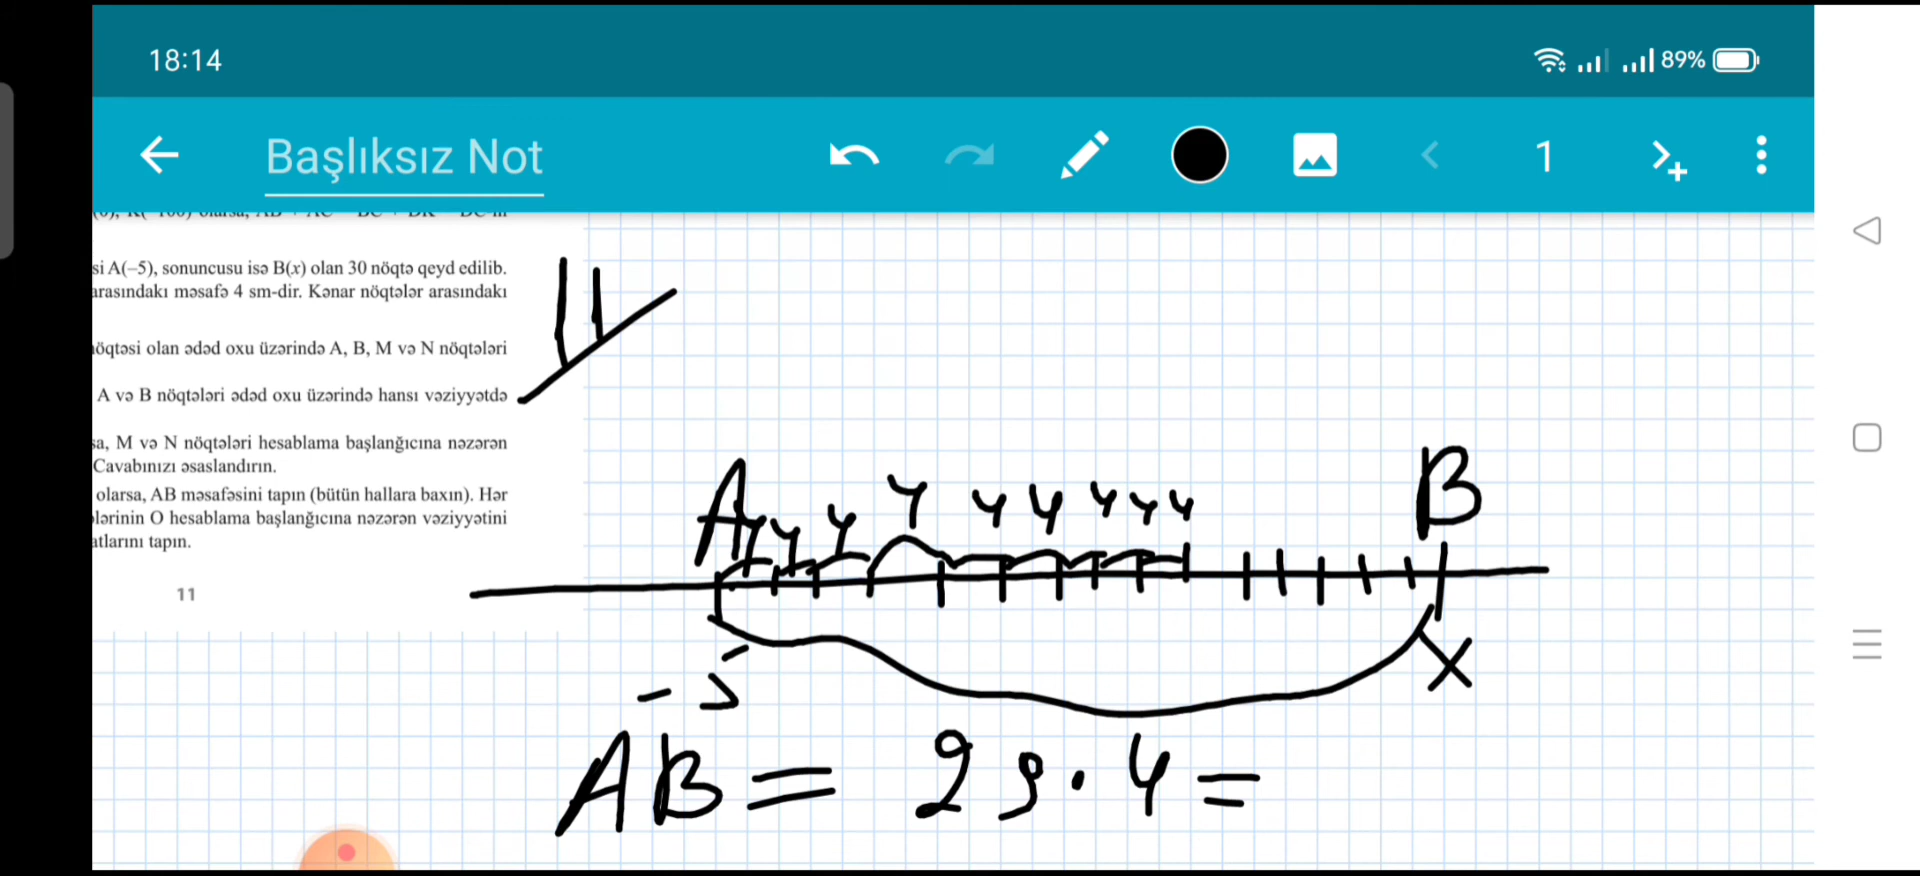 18:14
89%
Başlıksız Not
1
si A(–5), sonuncusu isə B(x) olan 30 nöqtə qeyd edilib.
arasındakı məsafə 4 sm-dir. Kənar nöqtələr arasındakı
nöqtəsi olan ədəd oxu üzərində A, B, M və N nöqtələri
A və B nöqtələri ədəd oxu üzərində hansı vəziyyətdə
sa, M və N nöqtələri hesablama başlanğıcına nəzərən
Cavabınızı əsaslandırın.
olarsa, AB məsafəsini tapın (bütün hallara baxın). Hər
lərinin O hesablama başlanğıcına nəzərən vəziyyətini
atlarını tapın.
11
A B
4 4 4 4 4 4 4 4 4
-5 x
AB = 29 · 4 =